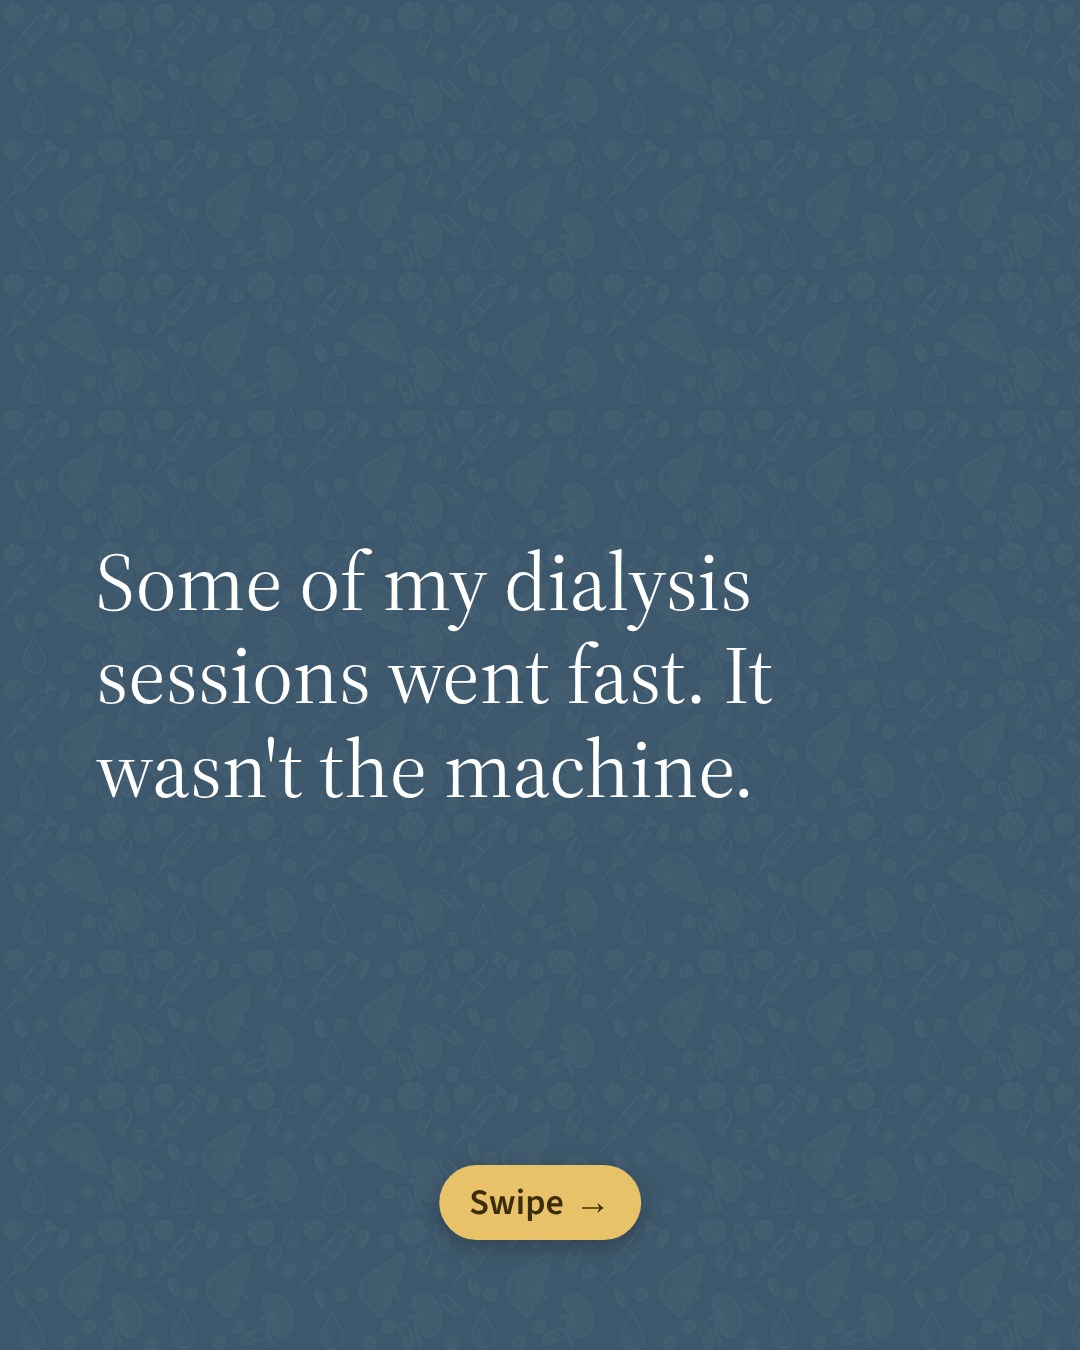 Some of my dialysis
sessions went fast. It
wasn't the machine.
Swipe →